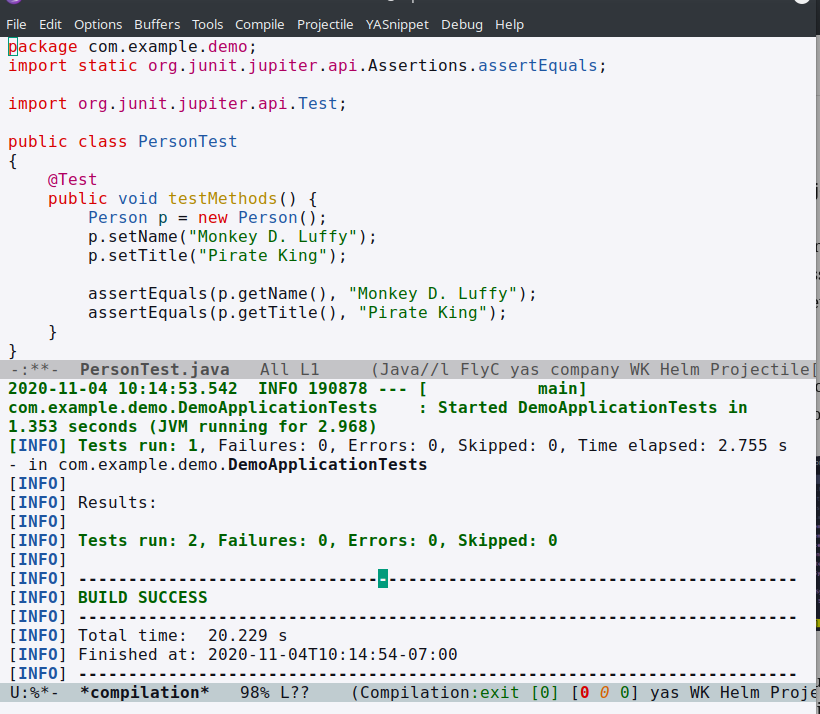 File Edit Options Buffers Tools Compile Projectile YASnippet Debug Help
package com.example.demo;
import static org.junit.jupiter.api.Assertions.assertEquals;
import org.junit.jupiter.api.Test;
public class PersonTest
{
@Test
public void testMethods() {
Person p = new Person();
p.setName("Monkey D. Luffy");
p.setTitle("Pirate King");
assertEquals(p.getName(), "Monkey D. Luffy");
assertEquals(p.getTitle(), "Pirate King");
}
}
-:**- PersonTest.java All L1 (Java//l FlyC yas company WK Helm Projectile[
2020-11-04 10:14:53.542 INFO 190878 --- [ main]
com.example.demo.DemoApplicationTests : Started DemoApplicationTests in
1.353 seconds (JVM running for 2.968)
[INFO] Tests run: 1, Failures: 0, Errors: 0, Skipped: 0, Time elapsed: 2.755 s
- in com.example.demo.DemoApplicationTests
[INFO]
[INFO] Results:
[INFO]
[INFO] Tests run: 2, Failures: 0, Errors: 0, Skipped: 0
[INFO]
[INFO] ------------------------------------------------------------------------
[INFO] BUILD SUCCESS
[INFO] ------------------------------------------------------------------------
[INFO] Total time: 20.229 s
[INFO] Finished at: 2020-11-04T10:14:54-07:00
[INFO] ------------------------------------------------------------------------
U:%*- *compilation* 98% L?? (Compilation:exit [0] [0 0 0] yas WK Helm Proje